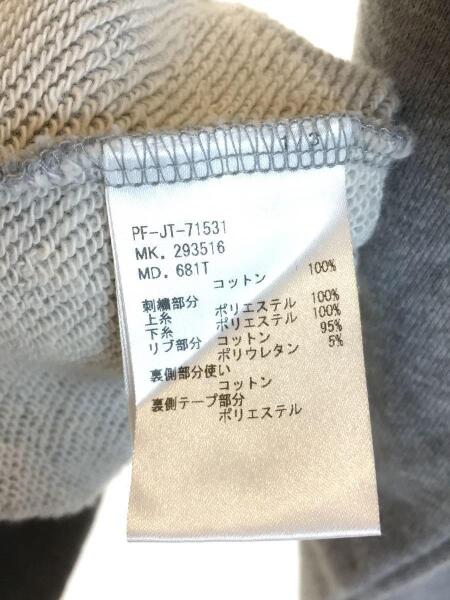 13
PF-JT-71531
MK. 293516
MD. 681T
コットン 100%
刺繍部分
上糸 ポリエステル 100%
下糸 ポリエステル 100%
リブ部分 コットン 95%
ポリウレタン 5%
裏側部分使い
コットン
裏側テープ部分
ポリエステル